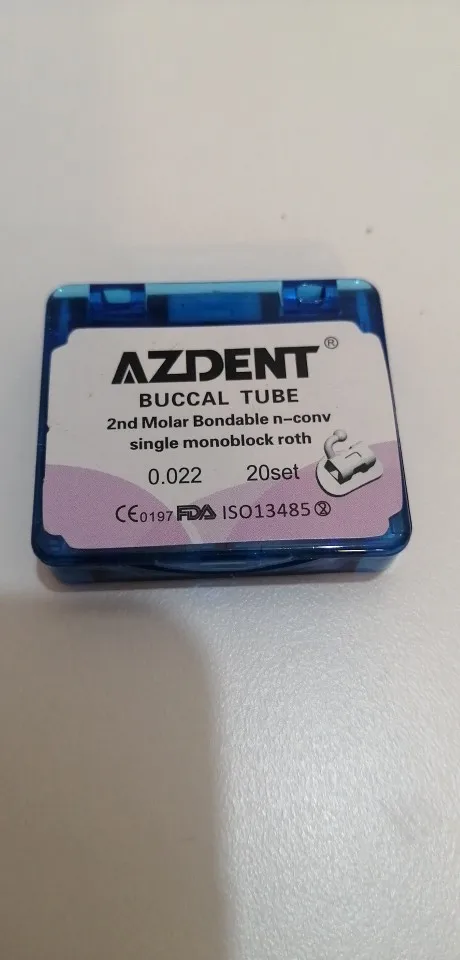 AZDENT®
BUCCAL TUBE
2nd Molar Bondable n-conv
single monoblock roth
0.022 20set
CE0197 FDA ISO13485 ⓧ